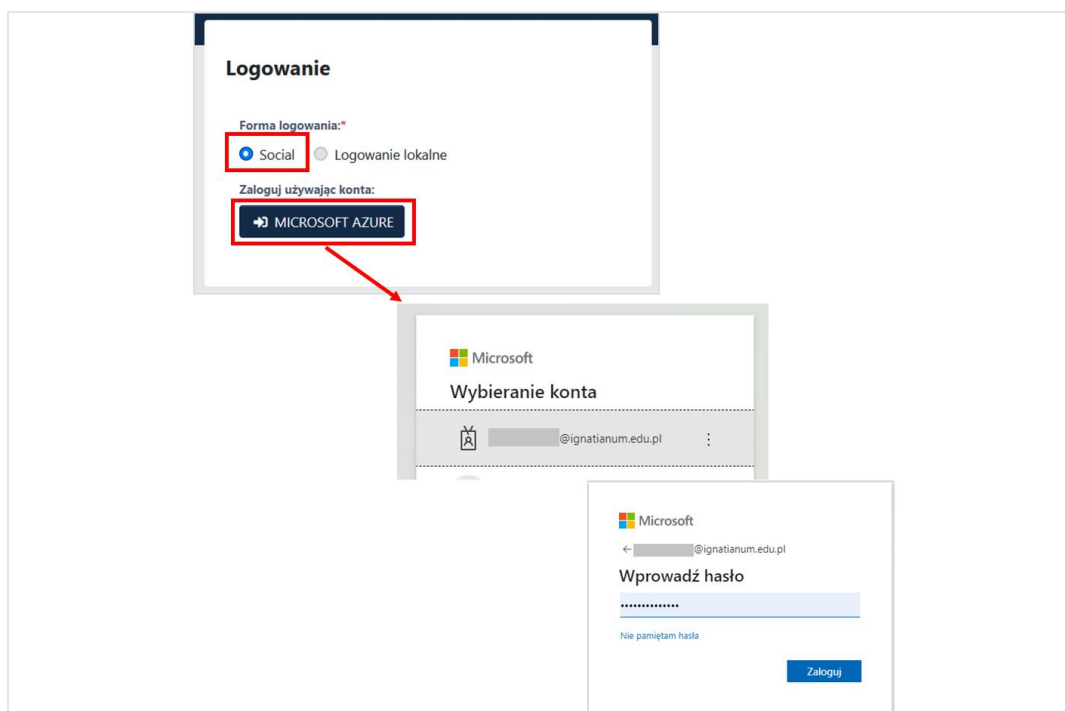 Logowanie
Forma logowania:*
Social Logowanie lokalne
Zaloguj używając konta:
MICROSOFT AZURE
Microsoft
Wybieranie konta
@ignatianum.edu.pl
Microsoft
@ignatianum.edu.pl
Wprowadź hasło
••••••••••••••
Nie pamiętam hasła
Zaloguj